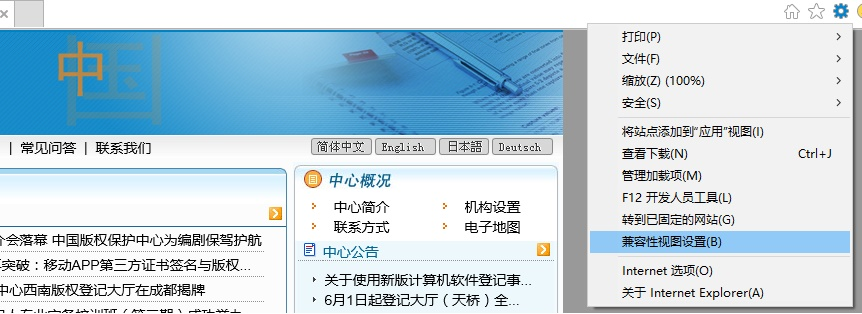 中国
打印(P)
文件(F)
缩放(Z) (100%)
安全(S)
将站点添加到“应用”视图(I)
查看下载(N) Ctrl+J
管理加载项(M)
F12 开发人员工具(L)
转到已固定的网站(G)
兼容性视图设置(B)
Internet 选项(O)
关于 Internet Explorer(A)
| 常见问答 | 联系我们
简体中文 English 日本語 Deutsch
中心概况
中心简介 机构设置
联系方式 电子地图
中心公告
关于使用新版计算机软件登记事...
6月1日起登记大厅（天桥）全...
会落幕 中国版权保护中心为编剧保驾护航
突破：移动APP第三方证书签名与版权...
中心西南版权登记大厅在成都揭牌